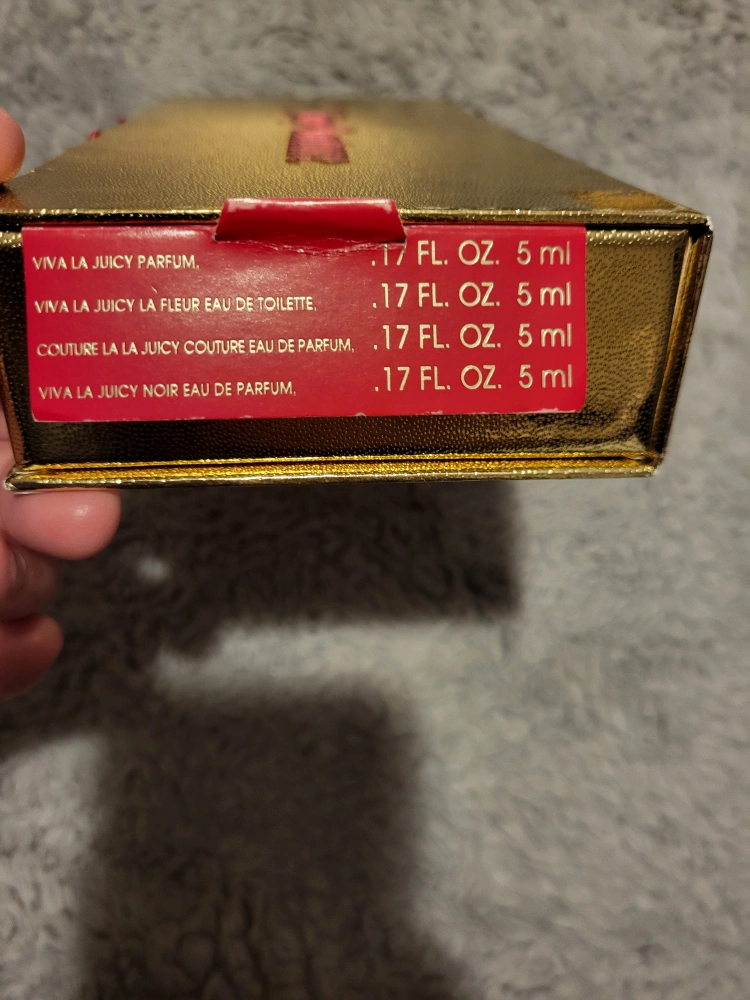 VIVA LA JUICY PARFUM, .17 FL. OZ. 5 ml
VIVA LA JUICY LA FLEUR EAU DE TOILETTE, .17 FL. OZ. 5 ml
COUTURE LA LA JUICY COUTURE EAU DE PARFUM, .17 FL. OZ. 5 ml
VIVA LA JUICY NOIR EAU DE PARFUM, .17 FL. OZ. 5 ml